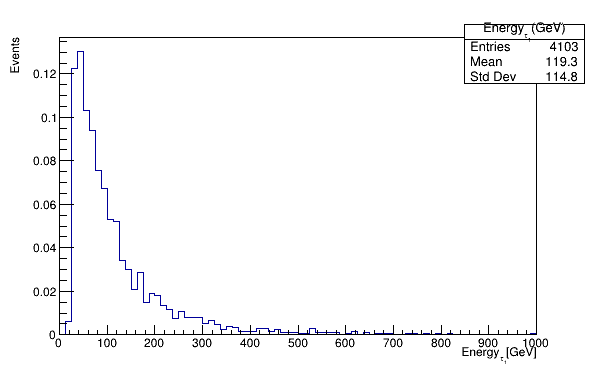 Energy_τ₁(GeV)
Entries 4103
Mean 119.3
Std Dev 114.8
Events
0.12
0.1
0.08
0.06
0.04
0.02
0
0 100 200 300 400 500 600 700 800 900 1000
Energy_τ₁[GeV]